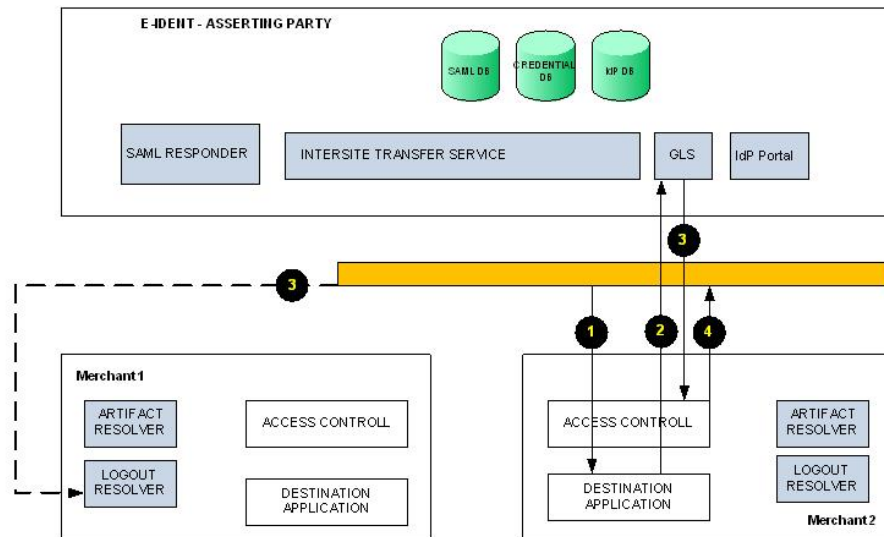 E-IDENT - ASSERTING PARTY
SAML DB
CREDENTIAL
DB
IdP DB
SAML RESPONDER
INTERSITE TRANSFER SERVICE
GLS
IdP Portal
3
3
1
2
4
Merchant1
ARTIFACT
RESOLVER
ACCESS CONTROLL
LOGOUT
RESOLVER
DESTINATION
APPLICATION
ACCESS CONTROLL
ARTIFACT
RESOLVER
DESTINATION
APPLICATION
LOGOUT
RESOLVER
Merchant2